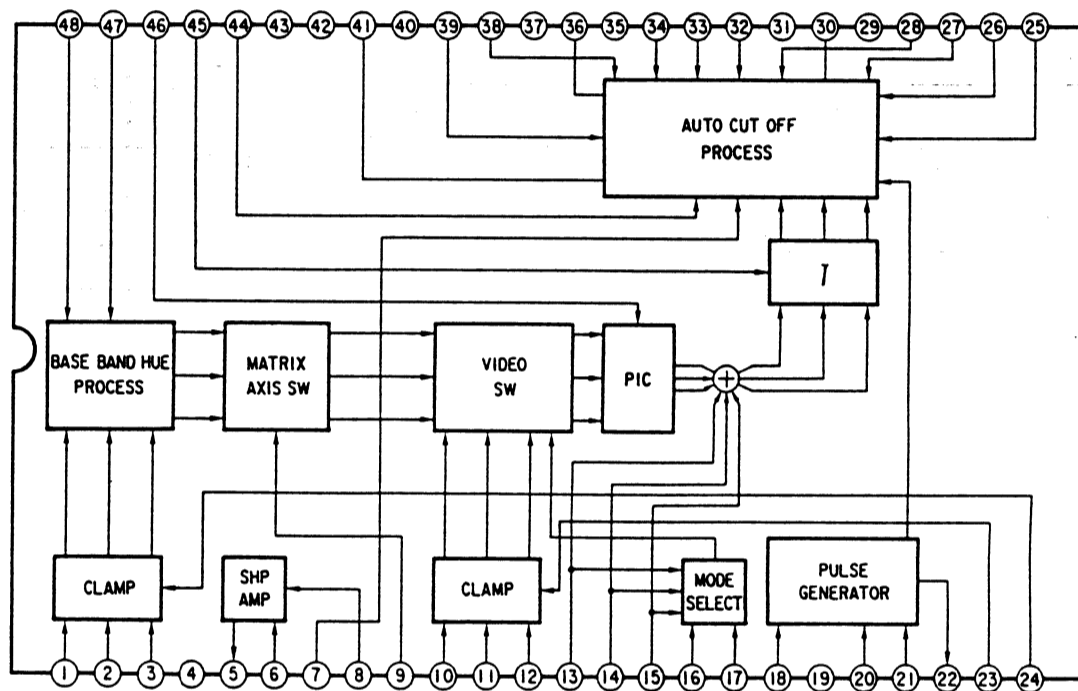 48 47 46 45 44 43 42 41 40 39 38 37 36 35 34 33 32 31 30 29 28 27 26 25
AUTO CUT OFF
PROCESS
γ
BASE BAND HUE
PROCESS
MATRIX
AXIS SW
VIDEO
SW
PIC
+
CLAMP
SHP
AMP
CLAMP
MODE
SELECT
PULSE
GENERATOR
1 2 3 4 5 6 7 8 9 10 11 12 13 14 15 16 17 18 19 20 21 22 23 24